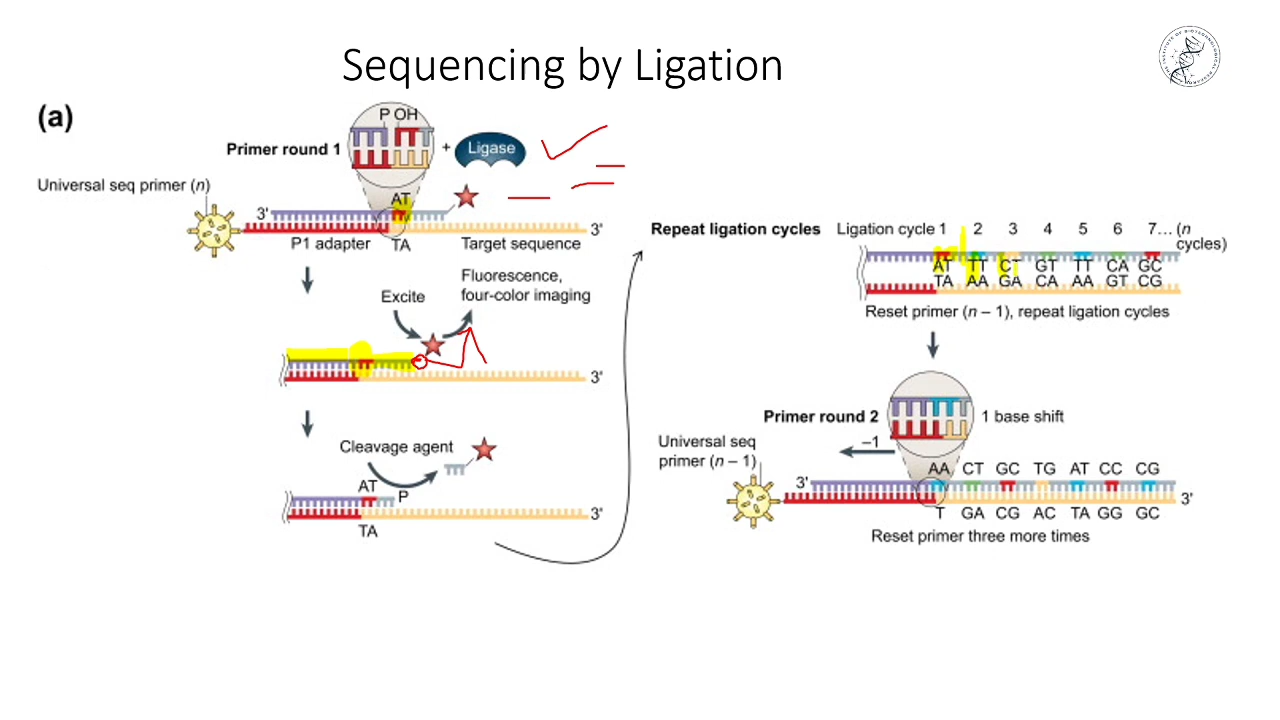 Sequencing by Ligation
(a)
P OH
Primer round 1
+
Ligase
Universal seq primer (n)
AT
3'
3'
P1 adapter
TA
Target sequence
Fluorescence,
four-color imaging
Excite
3'
Cleavage agent
AT
P
3'
TA
Repeat ligation cycles
Ligation cycle 1 2 3 4 5 6 7... (n
cycles)
AT TT CT GT TT CA GC
TA AA GA CA AA GT CG
Reset primer (n – 1), repeat ligation cycles
Primer round 2
1 base shift
Universal seq
primer (n – 1)
–1
AA CT GC TG AT CC CG
3'
3'
T GA CG AC TA GG GC
Reset primer three more times